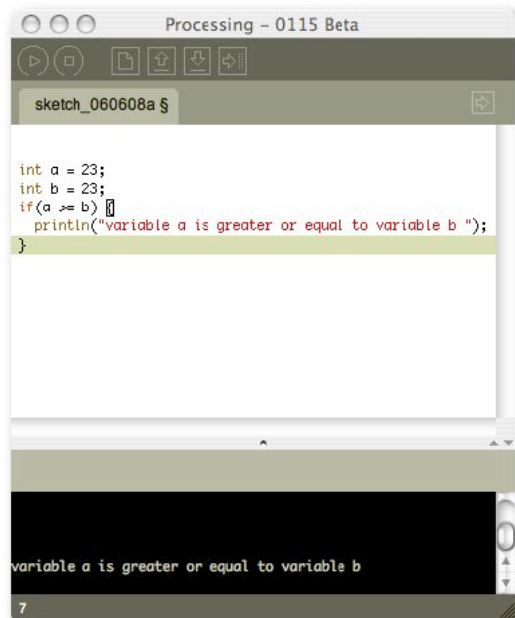 Processing – 0115 Beta
sketch_060608a §
int a = 23;
int b = 23;
if(a >= b) {
println("variable a is greater or equal to variable b ");
}
variable a is greater or equal to variable b
7